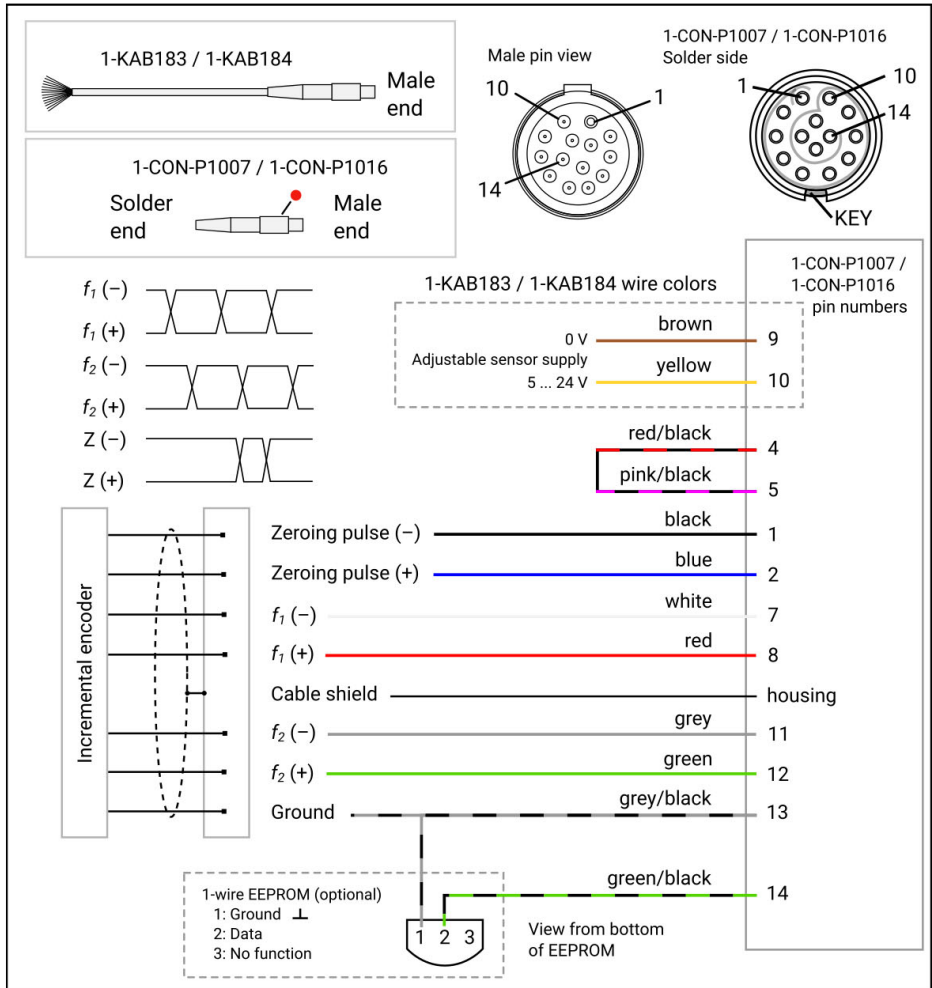 1-KAB183 / 1-KAB184
Male
end
1-CON-P1007 / 1-CON-P1016
Solder
end
Male
end
Male pin view
10
1
14
1-CON-P1007 / 1-CON-P1016
Solder side
1
10
14
KEY
f₁ (−)
f₁ (+)
f₂ (−)
f₂ (+)
Z (−)
Z (+)
1-KAB183 / 1-KAB184 wire colors
1-CON-P1007 /
1-CON-P1016
pin numbers
0 V
brown
9
Adjustable sensor supply
5 ... 24 V
yellow
10
red/black
4
pink/black
5
Incremental encoder
Zeroing pulse (−)
black
1
Zeroing pulse (+)
blue
2
f₁ (−)
white
7
f₁ (+)
red
8
Cable shield
housing
f₂ (−)
grey
11
f₂ (+)
green
12
Ground
grey/black
13
green/black
14
1-wire EEPROM (optional)
1: Ground ⊥
2: Data
3: No function
1 2 3
View from bottom
of EEPROM